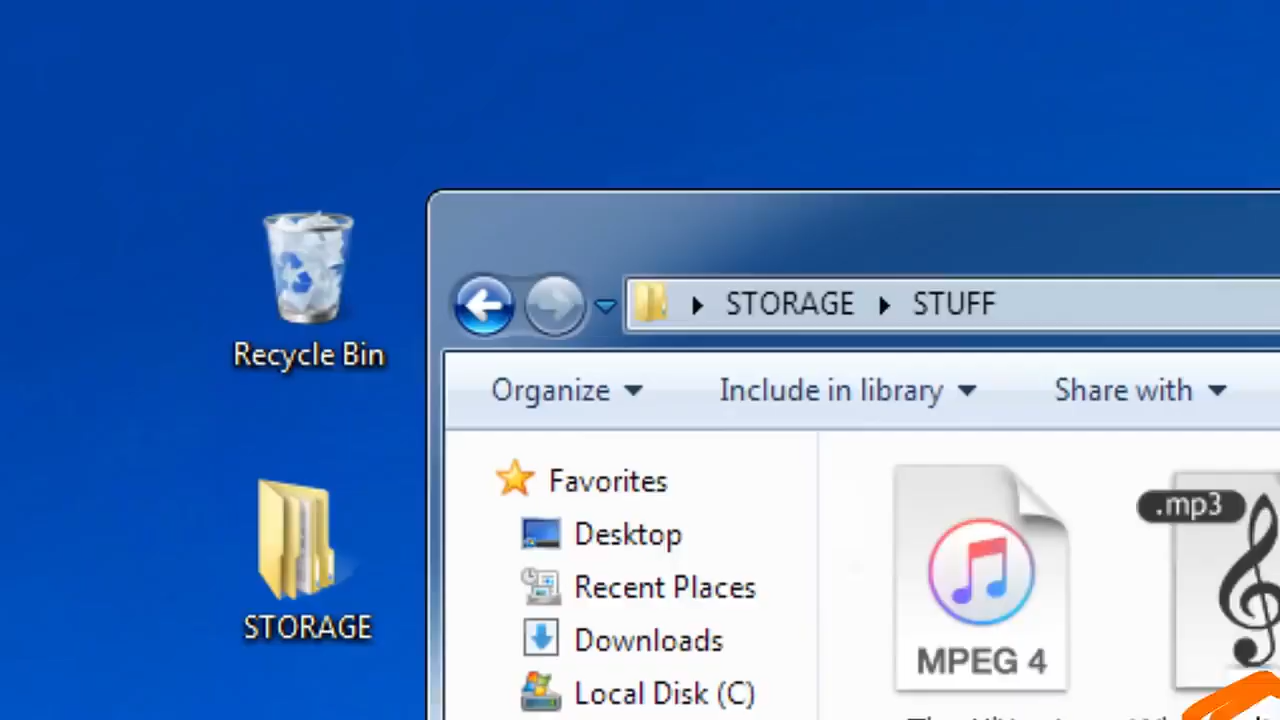 Recycle Bin
STORAGE
STORAGE STUFF
Organize Include in library Share with
Favorites
Desktop
Recent Places
Downloads
Local Disk (C)
MPEG 4
.mp3